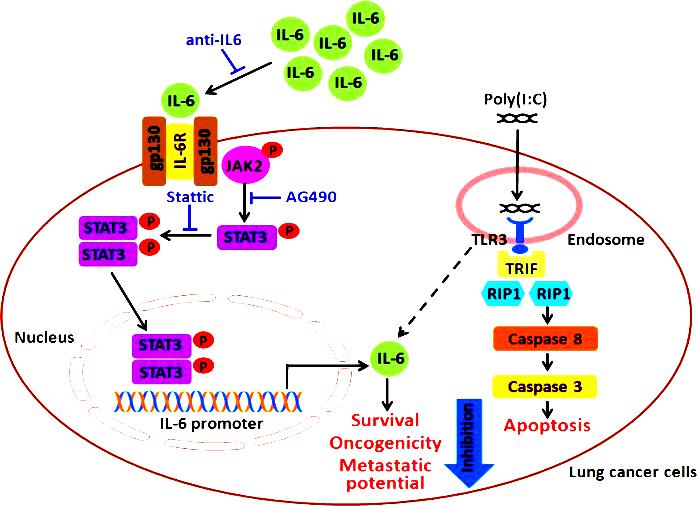 anti-IL6
IL-6
IL-6
IL-6
IL-6
IL-6
IL-6
IL-6
gp130
IL-6R
gp130
JAK2
P
Stattic
AG490
STAT3
P
STAT3
P
STAT3
P
Poly(I:C)
TLR3
Endosome
TRIF
RIP1
RIP1
Caspase 8
Caspase 3
Apoptosis
Nucleus
STAT3
P
STAT3
P
IL-6 promoter
IL-6
Survival
Oncogenicity
Metastatic
potential
Inhibition
Lung cancer cells